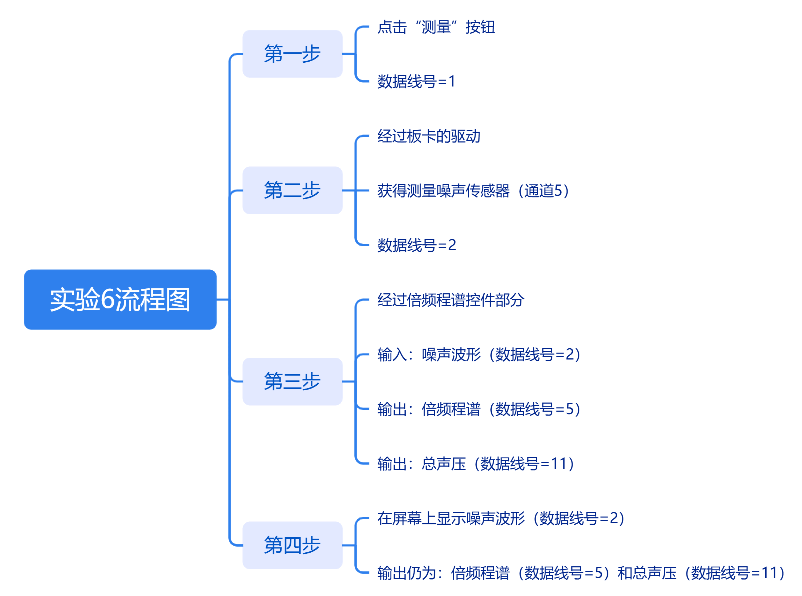 实验6流程图
第一步
点击“测量”按钮
数据线号=1
第二步
经过板卡的驱动
获得测量噪声传感器（通道5）
数据线号=2
第三步
经过倍频程谱控件部分
输入：噪声波形（数据线号=2）
输出：倍频程谱（数据线号=5）
输出：总声压（数据线号=11）
第四步
在屏幕上显示噪声波形（数据线号=2）
输出仍为：倍频程谱（数据线号=5）和总声压（数据线号=11）